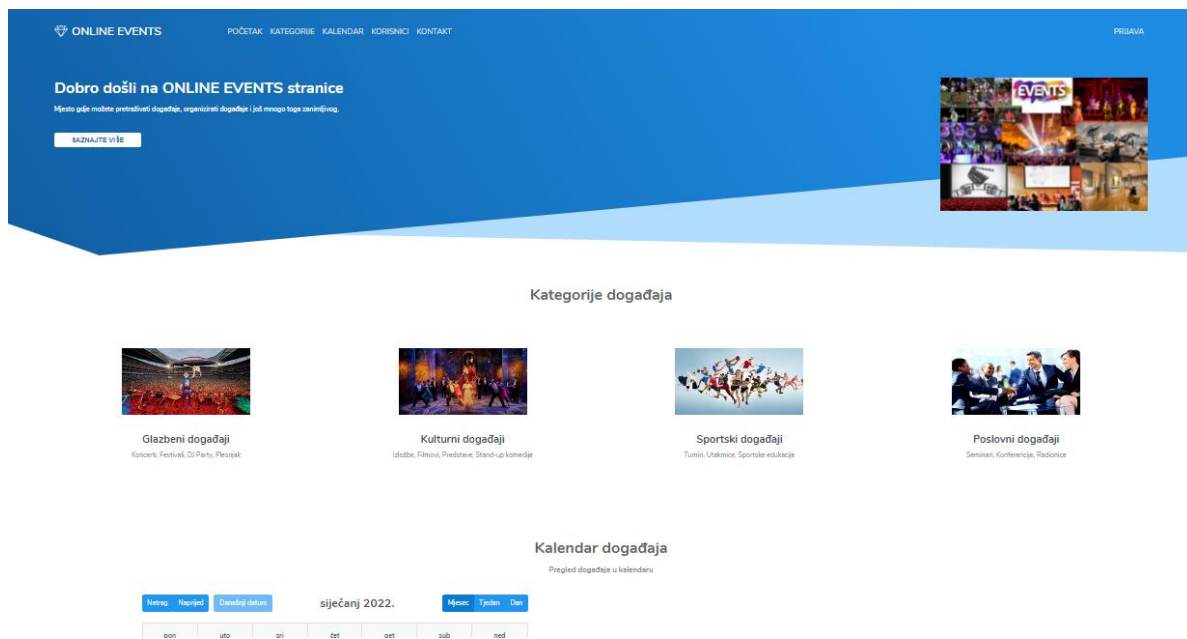 ONLINE EVENTS
POČETAK KATEGORIJE KALENDAR KORISNICI KONTAKT
PRIJAVA
Dobro došli na ONLINE EVENTS stranice
Mjesto gdje možete pretraživati događaje, organizirati događaje i još mnogo toga zanimljivog.
SAZNAJTE VIŠE
EVENTS
Kategorije događaja
Glazbeni događaji
Koncerti, Festivali, DJ Party, Plesnjak
Kulturni događaji
Izložbe, Filmovi, Predstave, Stand-up komedije
Sportski događaji
Turniri, Utakmice, Sportske edukacije
Poslovni događaji
Seminari, Konferencije, Radionice
Kalendar događaja
Pregled događaja u kalendaru
Natrag Naprijed Današnji datum siječanj 2022. Mjesec Tjedan Dan
pon uto sri čet pet sub ned